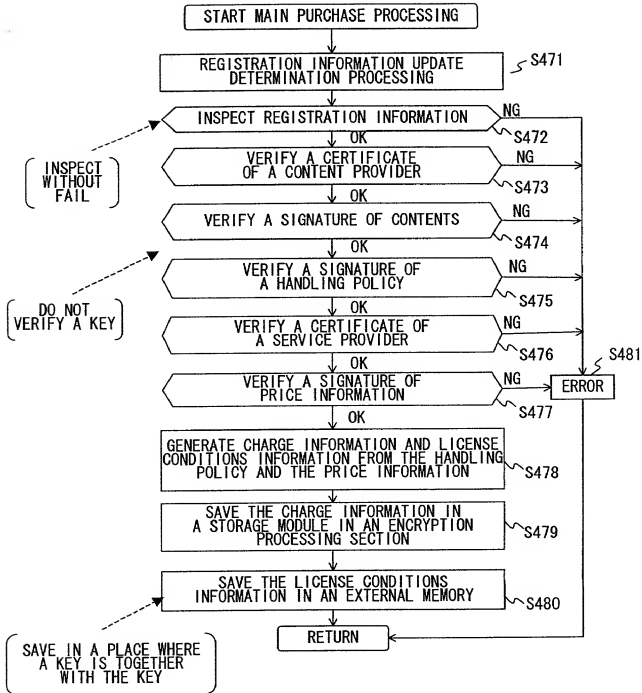 START MAIN PURCHASE PROCESSING
REGISTRATION INFORMATION UPDATE
DETERMINATION PROCESSING
S471
INSPECT REGISTRATION INFORMATION
NG
S472
OK
INSPECT
WITHOUT
FAIL
VERIFY A CERTIFICATE
OF A CONTENT PROVIDER
NG
S473
OK
VERIFY A SIGNATURE OF CONTENTS
NG
S474
OK
DO NOT
VERIFY A KEY
VERIFY A SIGNATURE OF
A HANDLING POLICY
NG
S475
OK
VERIFY A CERTIFICATE OF
A SERVICE PROVIDER
NG
S476
OK
VERIFY A SIGNATURE OF
PRICE INFORMATION
NG
S477
OK
S481
ERROR
GENERATE CHARGE INFORMATION AND LICENSE
CONDITIONS INFORMATION FROM THE HANDLING
POLICY AND THE PRICE INFORMATION
S478
SAVE THE CHARGE INFORMATION IN
A STORAGE MODULE IN AN ENCRYPTION
PROCESSING SECTION
S479
SAVE THE LICENSE CONDITIONS
INFORMATION IN AN EXTERNAL MEMORY
S480
RETURN
SAVE IN A PLACE WHERE
A KEY IS TOGETHER
WITH THE KEY